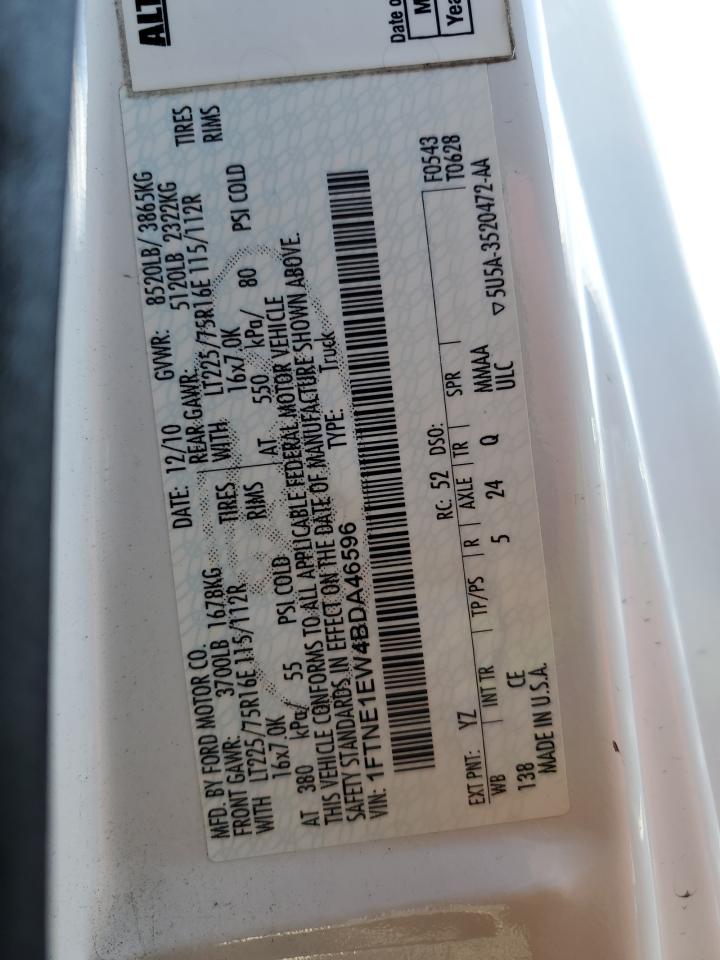 ALT
Date o
M
Yea
MFD. BY FORD MOTOR CO.
DATE: 12/10 GVWR: 8520LB/ 3865KG
FRONT GAWR: 3700LB 1678KG REAR GAWR: 5120LB 2322KG
WITH LT225/75R16E 115/112R TIRES WITH LT225/75R16E 115/112R TIRES
16x7.0K RIMS 16x7.0K RIMS
AT 380 kPa/ 55 PSI COLD AT 550 kPa/ 80 PSI COLD
THIS VEHICLE CONFORMS TO ALL APPLICABLE FEDERAL MOTOR VEHICLE
SAFETY STANDARDS IN EFFECT ON THE DATE OF MANUFACTURE SHOWN ABOVE.
VIN: 1FTNE1EW4BDA46596 TYPE: Truck
F0543
T0628
EXT PNT: YZ RC: 52 DSO:
WB INT TR TP/PS R AXLE TR SPR
138 CE 5 24 Q MMAA
ULC
MADE IN U.S.A. ▽5U5A-3520472-AA